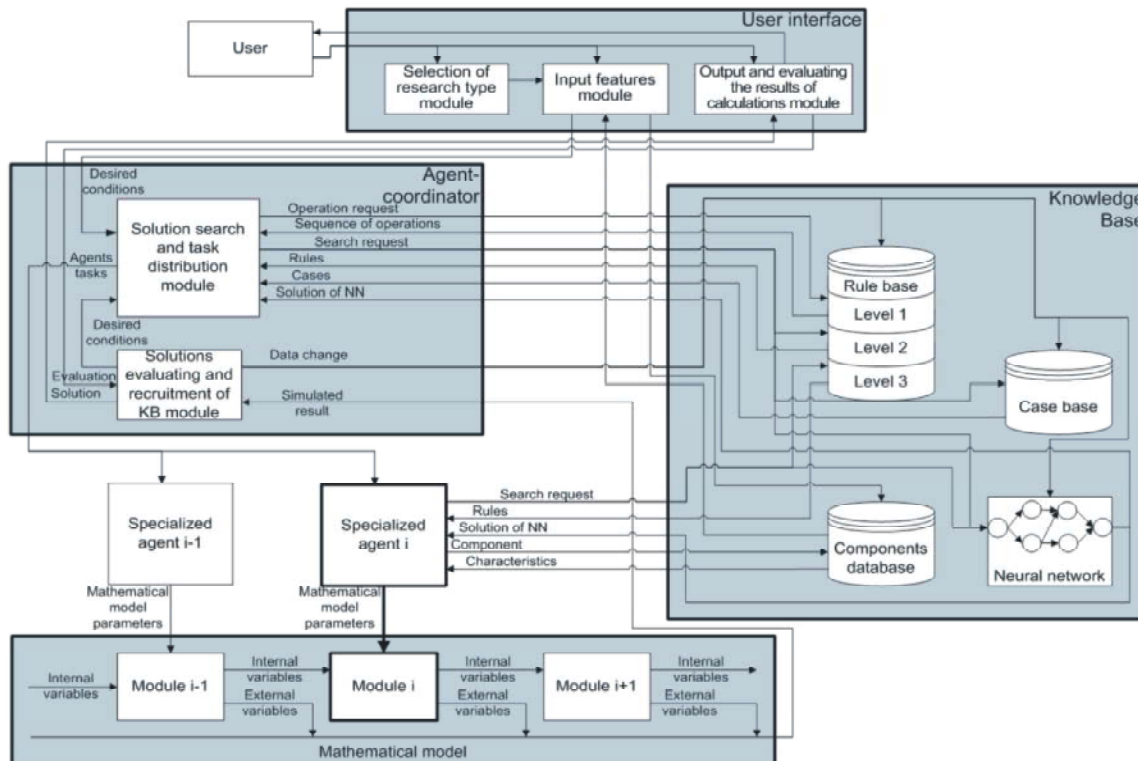 User interface
User
Selection of
research type
module
Input features
module
Output and evaluating
the results of
calculations module
Desired
conditions
Agent-
coordinator
Knowledge
Base
Solution search
and task
distribution
module
Operation request
Sequence of operations
Search request
Rules
Cases
Solution of NN
Agents
tasks
Desired
conditions
Rule base
Level 1
Level 2
Level 3
Solutions
evaluating and
recruitment of
KB module
Data change
Evaluation
Solution
Simulated
result
Case base
Specialized
agent i-1
Specialized
agent i
Search request
Rules
Solution of NN
Component
Characteristics
Components
database
Neural network
Mathematical
model
parameters
Mathematical
model
parameters
Internal
variables
Module i-1
Internal
variables
External
variables
Module i
Internal
variables
External
variables
Module i+1
Internal
variables
External
variables
Mathematical model